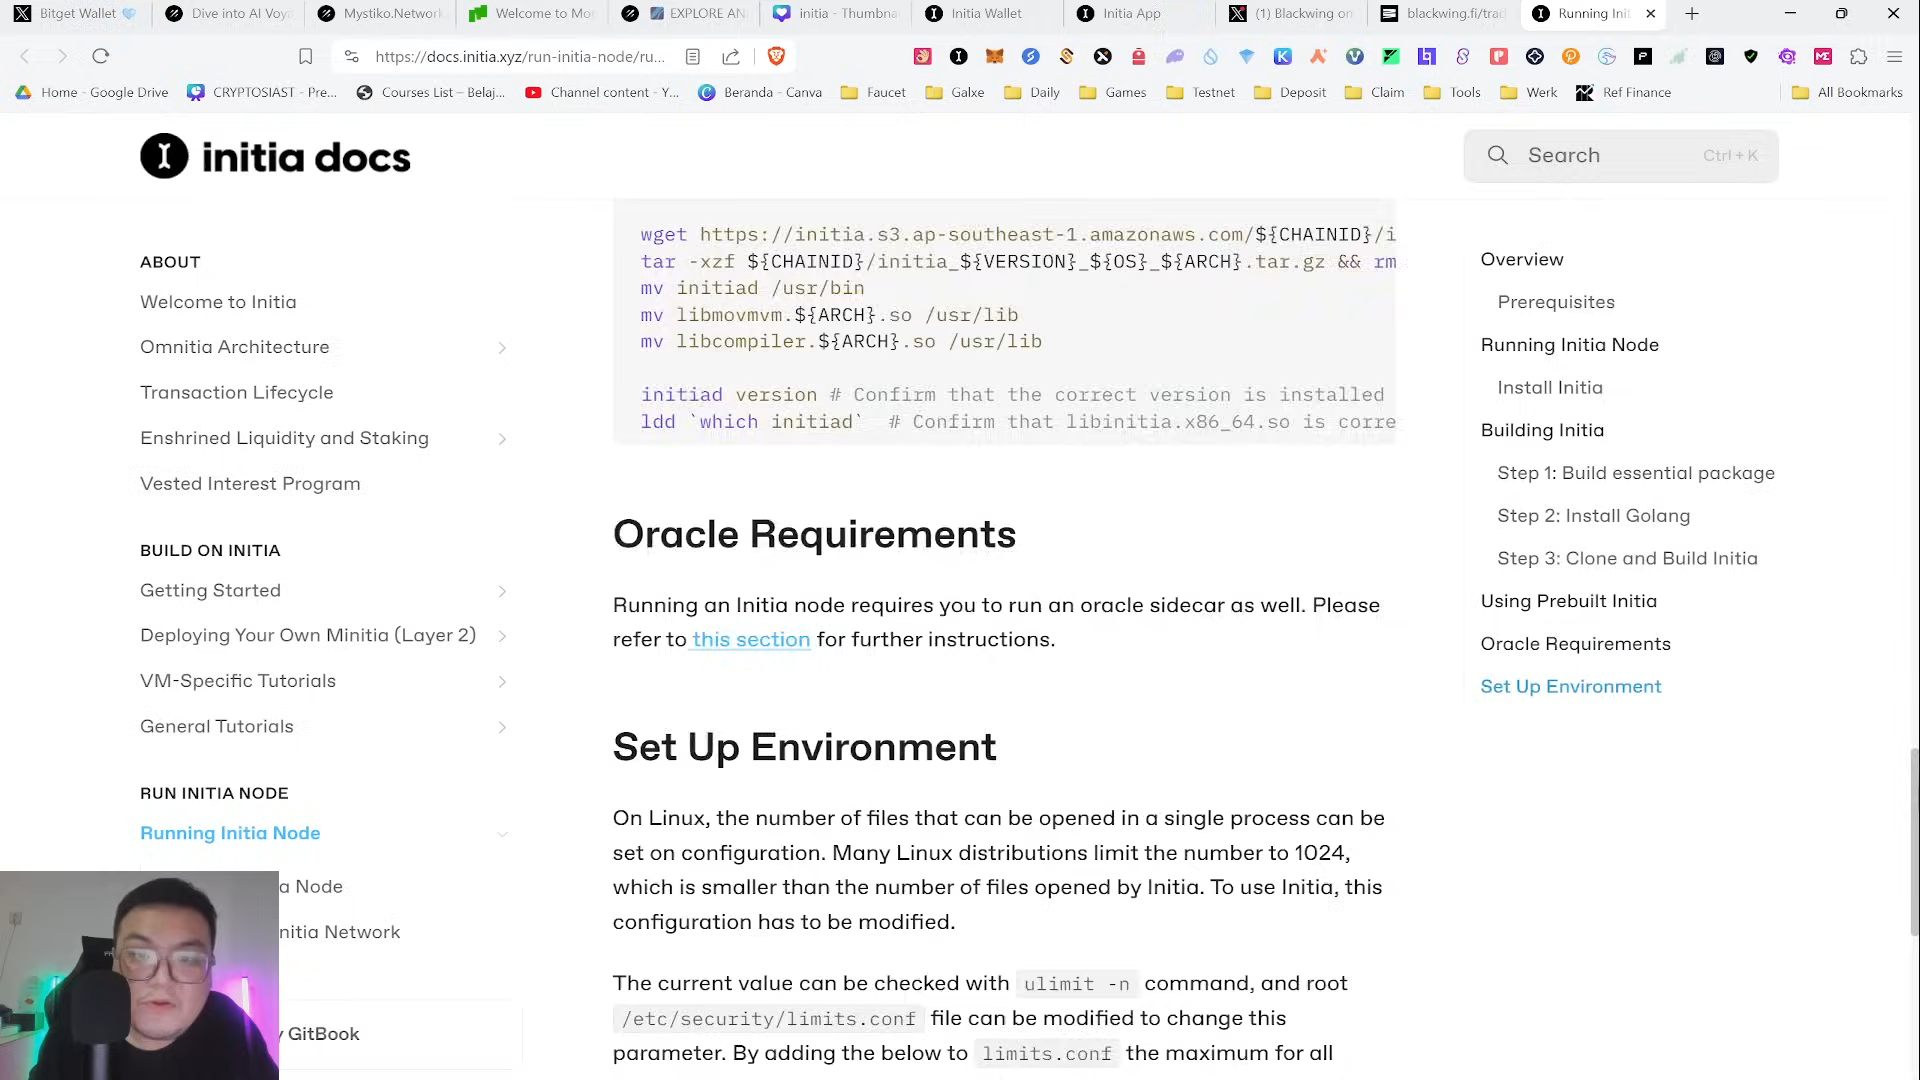 Bitget Wallet
Dive into AI Voya
Mystiko.Network
Welcome to Mo
EXPLORE AN
initia - Thumbna
Initia Wallet
Initia App
(1) Blackwing on
blackwing.fi/trad
Running Init
https://docs.initia.xyz/run-initia-node/ru...
Home - Google Drive
CRYPTOSIAST - Pre...
Courses List – Belaj...
Channel content - Y...
Beranda - Canva
Faucet
Galxe
Daily
Games
Testnet
Deposit
Claim
Tools
Werk
Ref Finance
All Bookmarks
initia docs
Search
Ctrl + K
ABOUT
Welcome to Initia
Omnitia Architecture
Transaction Lifecycle
Enshrined Liquidity and Staking
Vested Interest Program
BUILD ON INITIA
Getting Started
Deploying Your Own Minitia (Layer 2)
VM-Specific Tutorials
General Tutorials
RUN INITIA NODE
Running Initia Node
a Node
nitia Network
y GitBook
wget https://initia.s3.ap-southeast-1.amazonaws.com/${CHAINID}/i
tar -xzf ${CHAINID}/initia_${VERSION}_${OS}_${ARCH}.tar.gz && rm
mv initiad /usr/bin
mv libmovmvm.${ARCH}.so /usr/lib
mv libcompiler.${ARCH}.so /usr/lib
initiad version # Confirm that the correct version is installed
ldd `which initiad`  # Confirm that libinitia.x86_64.so is corre
Oracle Requirements
Running an Initia node requires you to run an oracle sidecar as well. Please
refer to this section for further instructions.
Set Up Environment
On Linux, the number of files that can be opened in a single process can be
set on configuration. Many Linux distributions limit the number to 1024,
which is smaller than the number of files opened by Initia. To use Initia, this
configuration has to be modified.
The current value can be checked with ulimit -n command, and root
/etc/security/limits.conf file can be modified to change this
parameter. By adding the below to limits.conf the maximum for all
Overview
Prerequisites
Running Initia Node
Install Initia
Building Initia
Step 1: Build essential package
Step 2: Install Golang
Step 3: Clone and Build Initia
Using Prebuilt Initia
Oracle Requirements
Set Up Environment